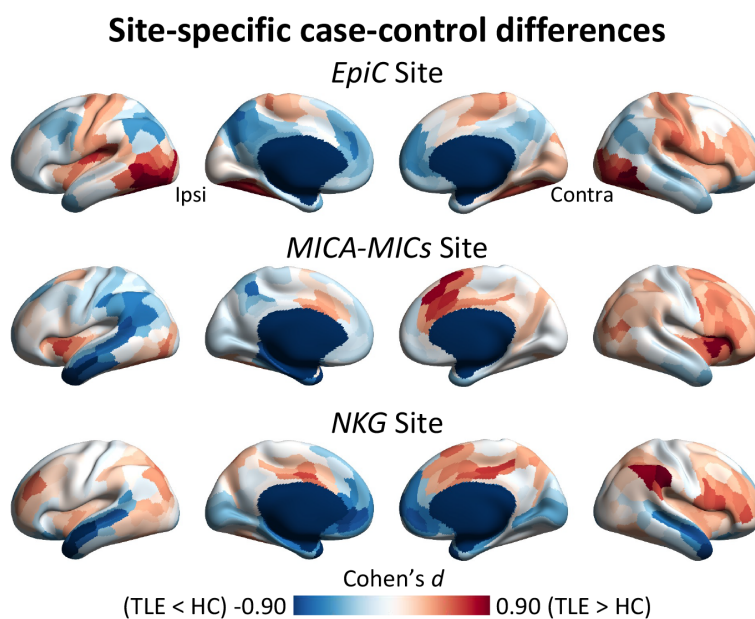 Site-specific case-control differences
EpiC Site
Ipsi
Contra
MICA-MICs Site
NKG Site
Cohen's d
(TLE < HC) -0.90 0.90 (TLE > HC)